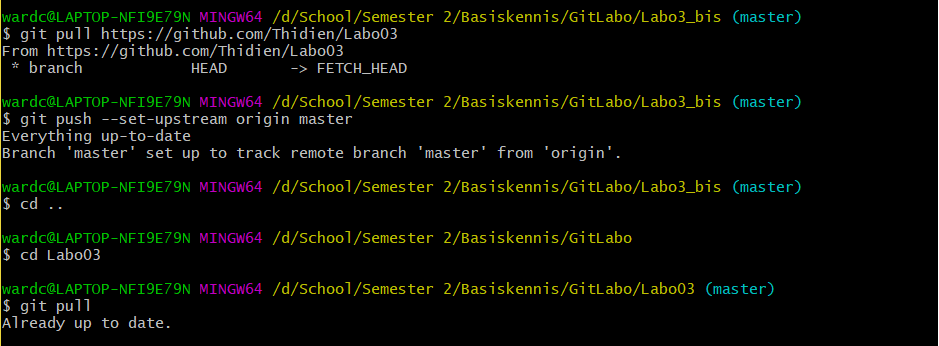 wardc@LAPTOP-NFI9E79N MINGW64 /d/School/Semester 2/Basiskennis/GitLabo/Labo3_bis (master)
$ git pull https://github.com/Thidien/Labo03
From https://github.com/Thidien/Labo03
 * branch            HEAD       -> FETCH_HEAD
wardc@LAPTOP-NFI9E79N MINGW64 /d/School/Semester 2/Basiskennis/GitLabo/Labo3_bis (master)
$ git push --set-upstream origin master
Everything up-to-date
Branch 'master' set up to track remote branch 'master' from 'origin'.
wardc@LAPTOP-NFI9E79N MINGW64 /d/School/Semester 2/Basiskennis/GitLabo/Labo3_bis (master)
$ cd ..
wardc@LAPTOP-NFI9E79N MINGW64 /d/School/Semester 2/Basiskennis/GitLabo
$ cd Labo03
wardc@LAPTOP-NFI9E79N MINGW64 /d/School/Semester 2/Basiskennis/GitLabo/Labo03 (master)
$ git pull
Already up to date.